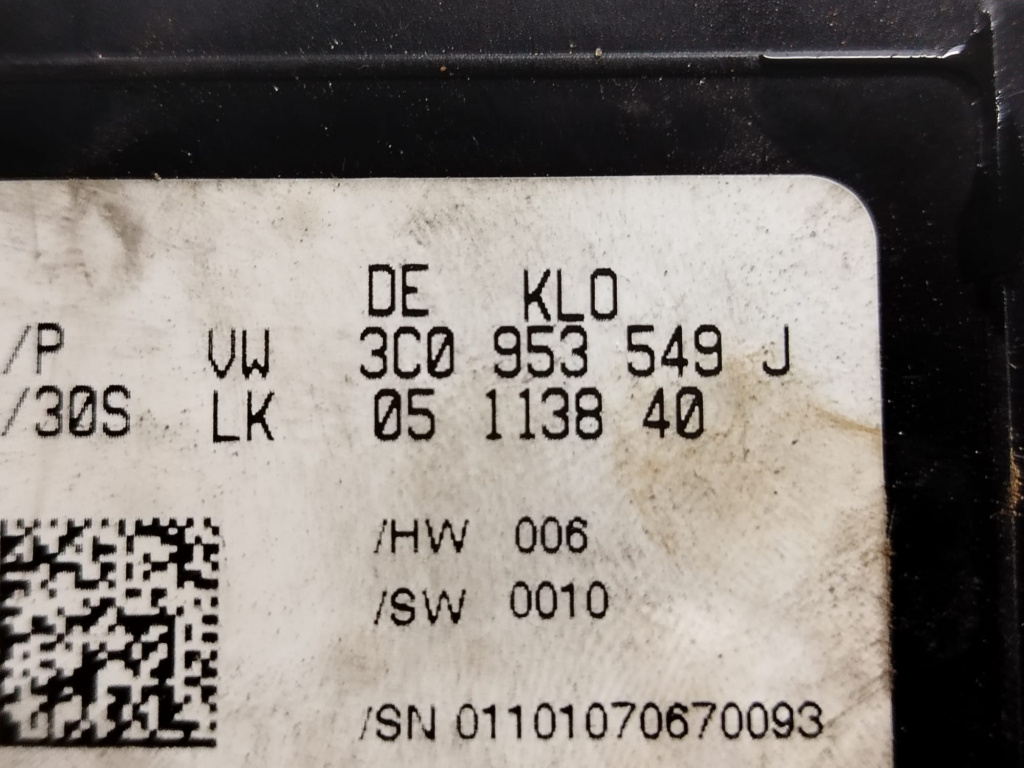 DE KLO
/P VW 3C0 953 549 J
/30S LK 05 1138 40
/HW 006
/SW 0010
/SN 01101070670093